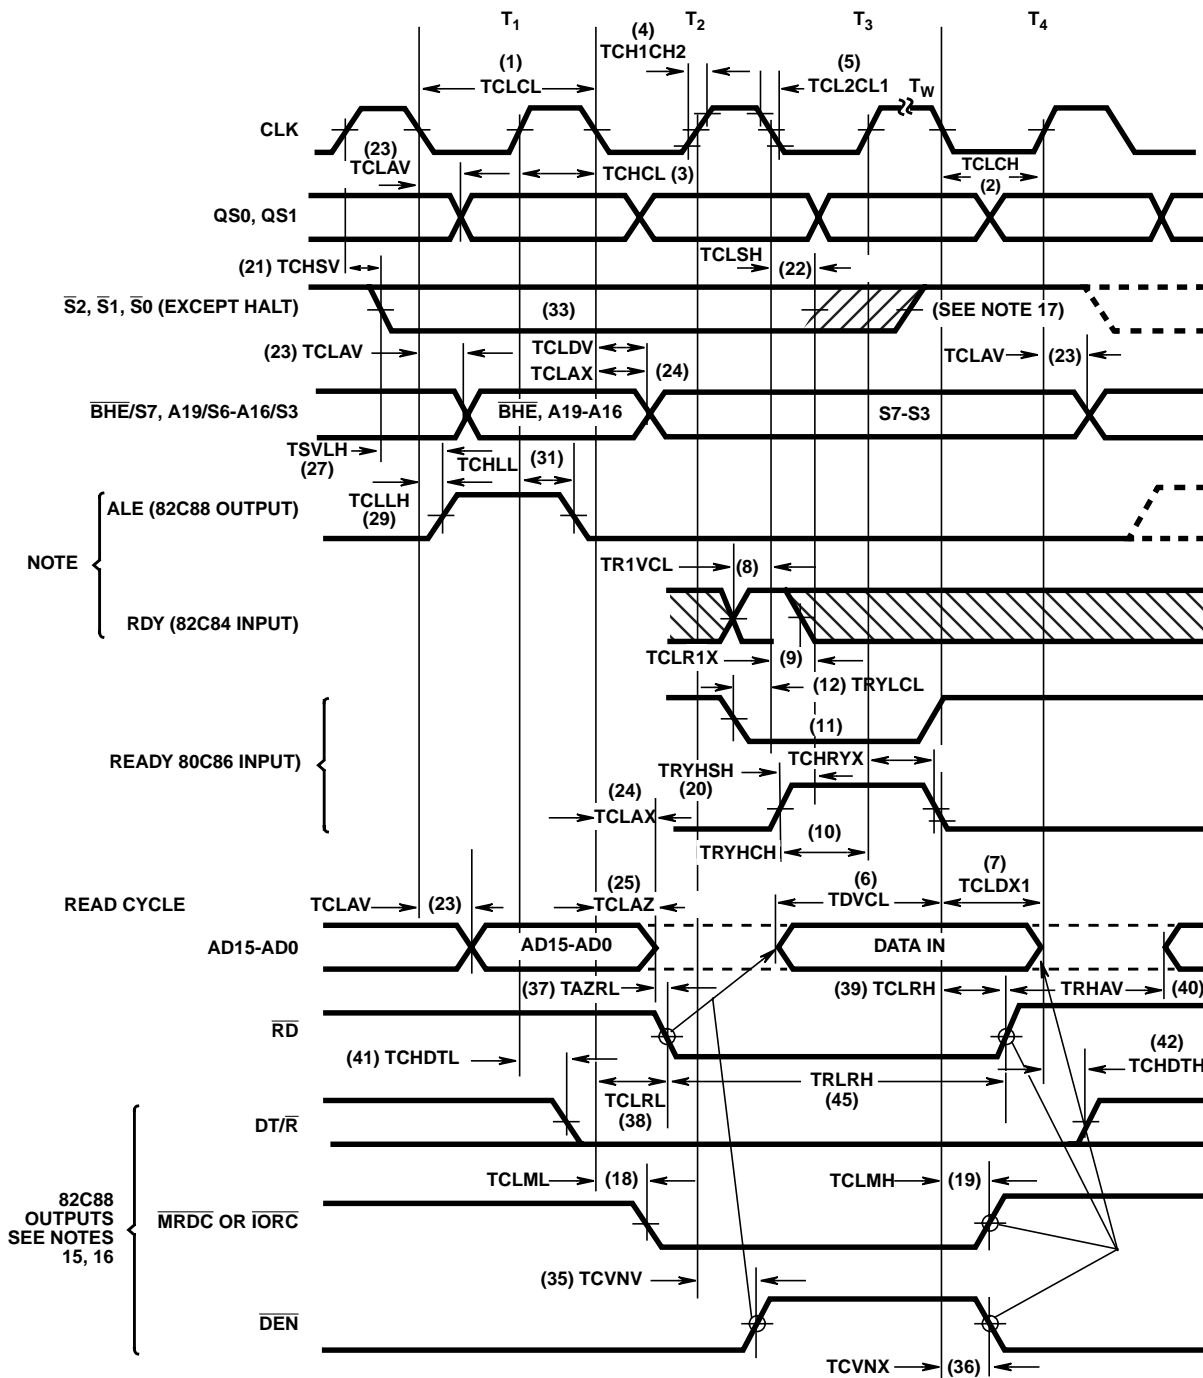 T1 T2 T3 T4
(4)
TCH1CH2
(1)
TCLCL
(5)
TCL2CL1
TW
CLK
(23)
TCLAV
TCHCL (3)
TCLCH
(2)
QS0, QS1
TCLSH
(22)
(21) TCHSV
S̅2, S̅1, S̅0 (EXCEPT HALT)
(33)
(SEE NOTE 17)
(23) TCLAV
TCLDV
TCLAX
(24)
TCLAV
(23)
B̅H̅E̅/S7, A19/S6-A16/S3
B̅H̅E̅, A19-A16
S7-S3
TSVLH
(27)
TCHLL
(31)
TCLLH
(29)
ALE (82C88 OUTPUT)
NOTE
TR1VCL
(8)
RDY (82C84 INPUT)
TCLR1X
(9)
(12) TRYLCL
(11)
READY 80C86 INPUT)
TCHRYX
TRYHSH
(20)
(24)
TCLAX
(10)
TRYHCH
READ CYCLE
TCLAV
(23)
(25)
TCLAZ
(6)
TDVCL
(7)
TCLDX1
AD15-AD0
AD15-AD0
DATA IN
(37) TAZRL
(39) TCLRH
TRHAV
(40)
R̅D̅
(41) TCHDTL
(42)
TCHDTH
TCLRL
(38)
TRLRH
(45)
DT/R̅
TCLML
(18)
TCLMH
(19)
82C88
OUTPUTS
SEE NOTES
15, 16
M̅R̅D̅C̅ OR I̅O̅R̅C̅
(35) TCVNV
D̅E̅N̅
TCVNX
(36)